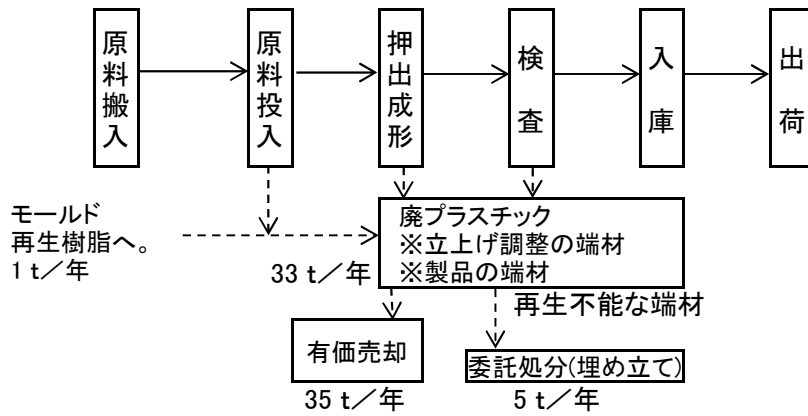 原料搬入
原料投入
押出成形
検査
入庫
出荷
モールド
再生樹脂へ。
1 t／年
廃プラスチック
※立上げ調整の端材
※製品の端材
33 t／年
再生不能な端材
有価売却
委託処分(埋め立て)
35 t／年
5 t／年